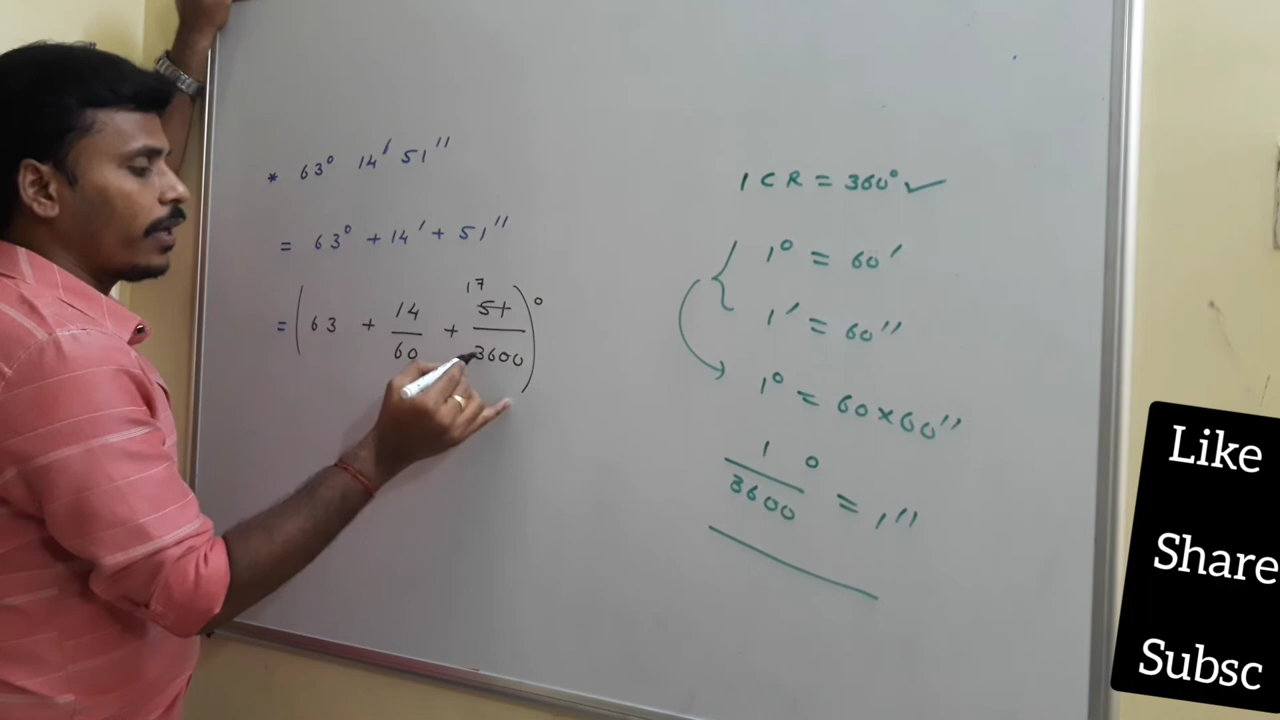 * 63° 14' 51''
= 63° + 14' + 51''
= ( 63 + 14/60 + 17 51/3600 )°
1 C R = 360° ✓
1° = 60'
1' = 60''
1° = 60×60''
1/3600 ° = 1''
Like
Share
Subsc